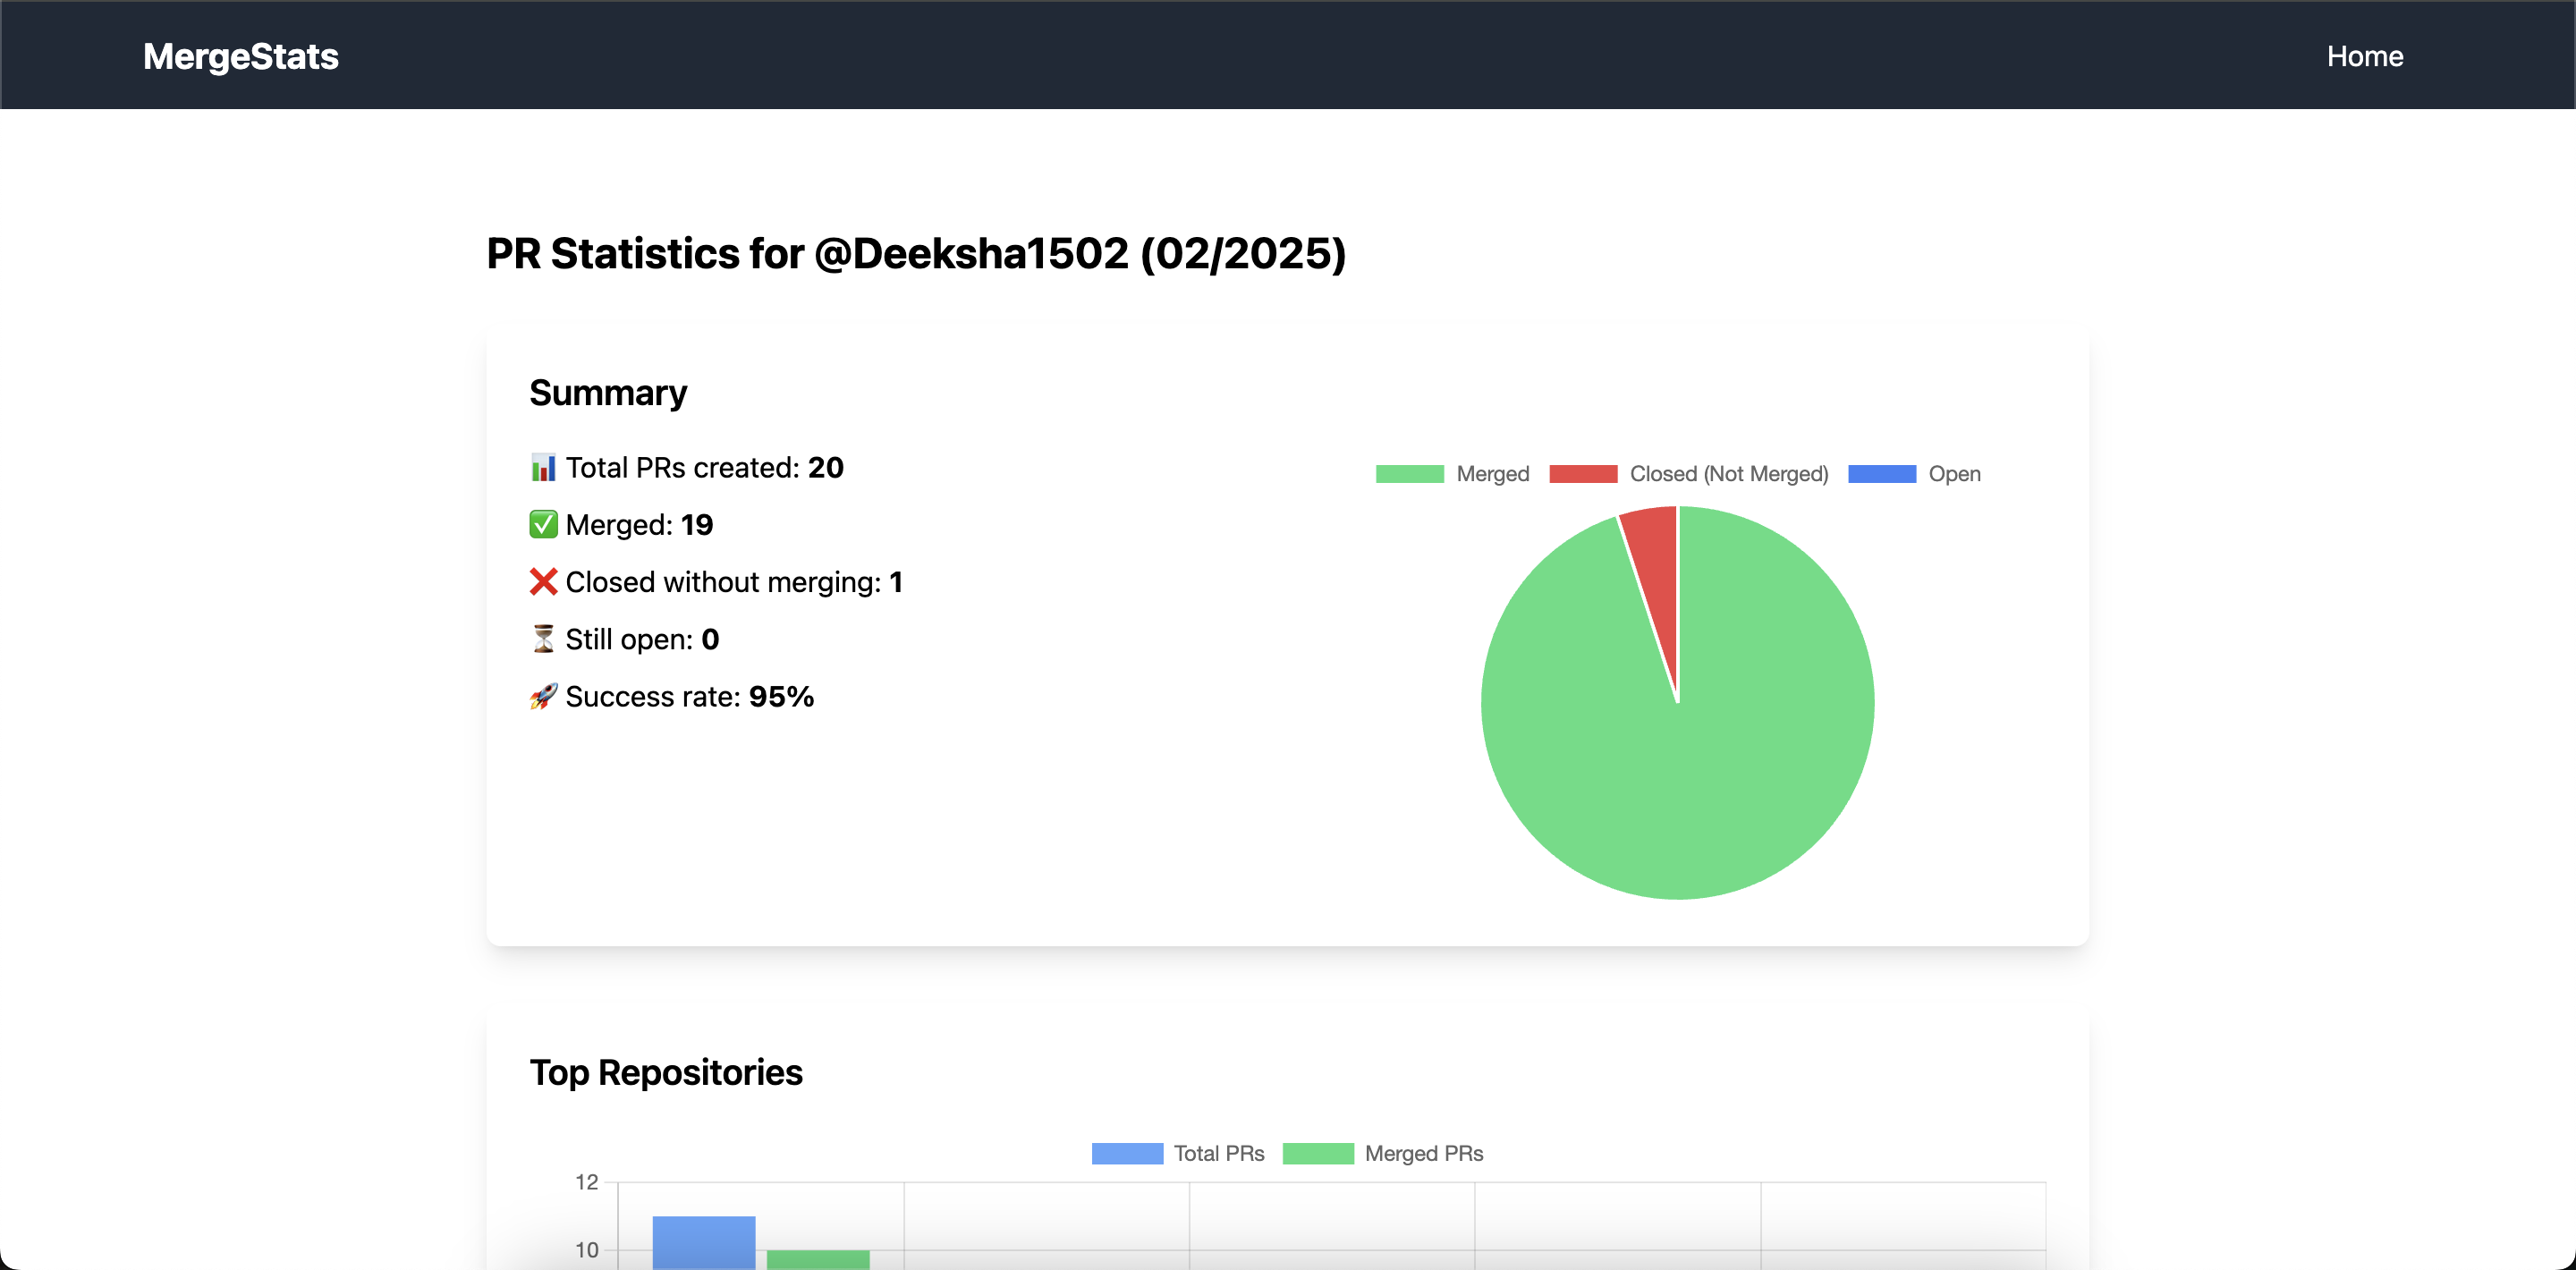 MergeStats
Home
PR Statistics for @Deeksha1502 (02/2025)
Summary
📊 Total PRs created: 20
✅ Merged: 19
❌ Closed without merging: 1
⏳ Still open: 0
🚀 Success rate: 95%
Merged Closed (Not Merged) Open
Top Repositories
Total PRs Merged PRs
12
10